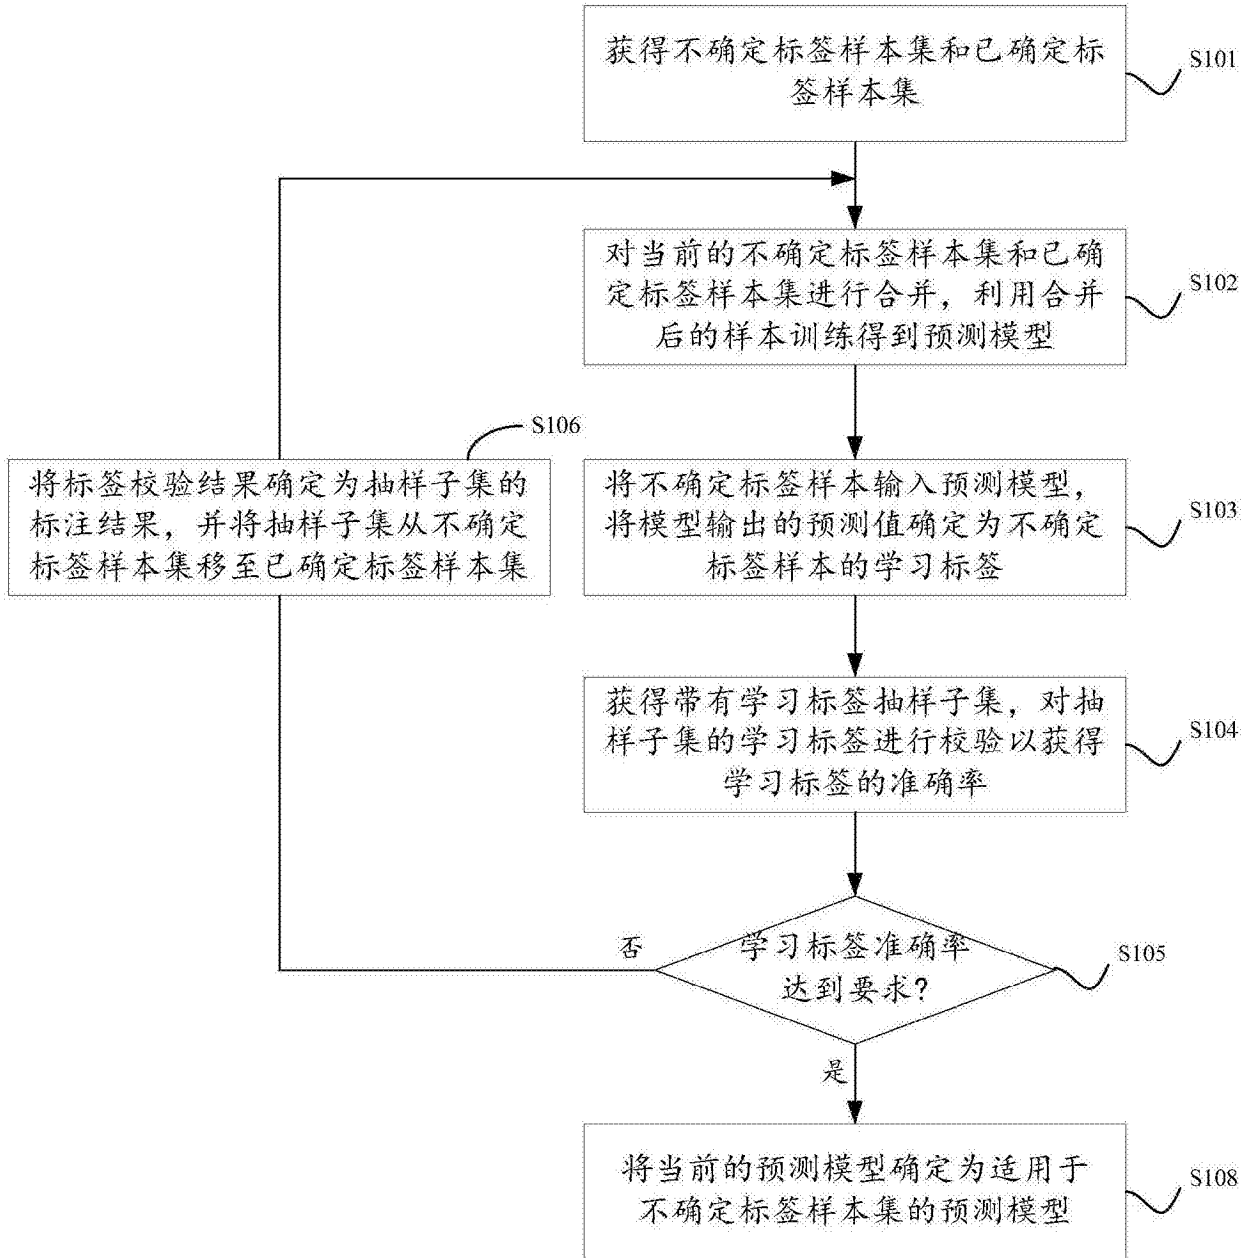 获得不确定标签样本集和已确定标
签样本集
S101
对当前的不确定标签样本集和已确
定标签样本集进行合并，利用合并
后的样本训练得到预测模型
S102
S106
将标签校验结果确定为抽样子集的
标注结果，并将抽样子集从不确定
标签样本集移至已确定标签样本集
将不确定标签样本输入预测模型，
将模型输出的预测值确定为不确定
标签样本的学习标签
S103
获得带有学习标签抽样子集，对抽
样子集的学习标签进行校验以获得
学习标签的准确率
S104
否
学习标签准确率
达到要求?
S105
是
将当前的预测模型确定为适用于
不确定标签样本集的预测模型
S108